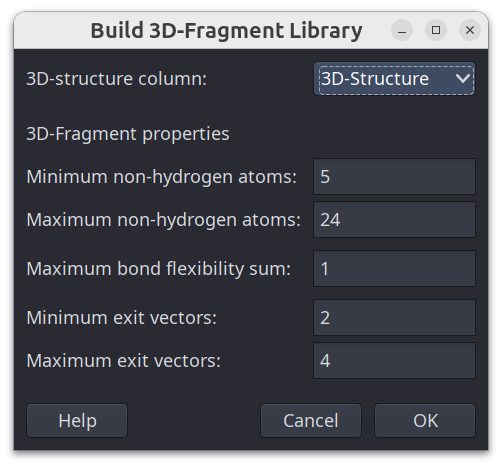 Build 3D-Fragment Library
3D-structure column: 3D-Structure
3D-Fragment properties
Minimum non-hydrogen atoms: 5
Maximum non-hydrogen atoms: 24
Maximum bond flexibility sum: 1
Minimum exit vectors: 2
Maximum exit vectors: 4
Help Cancel OK